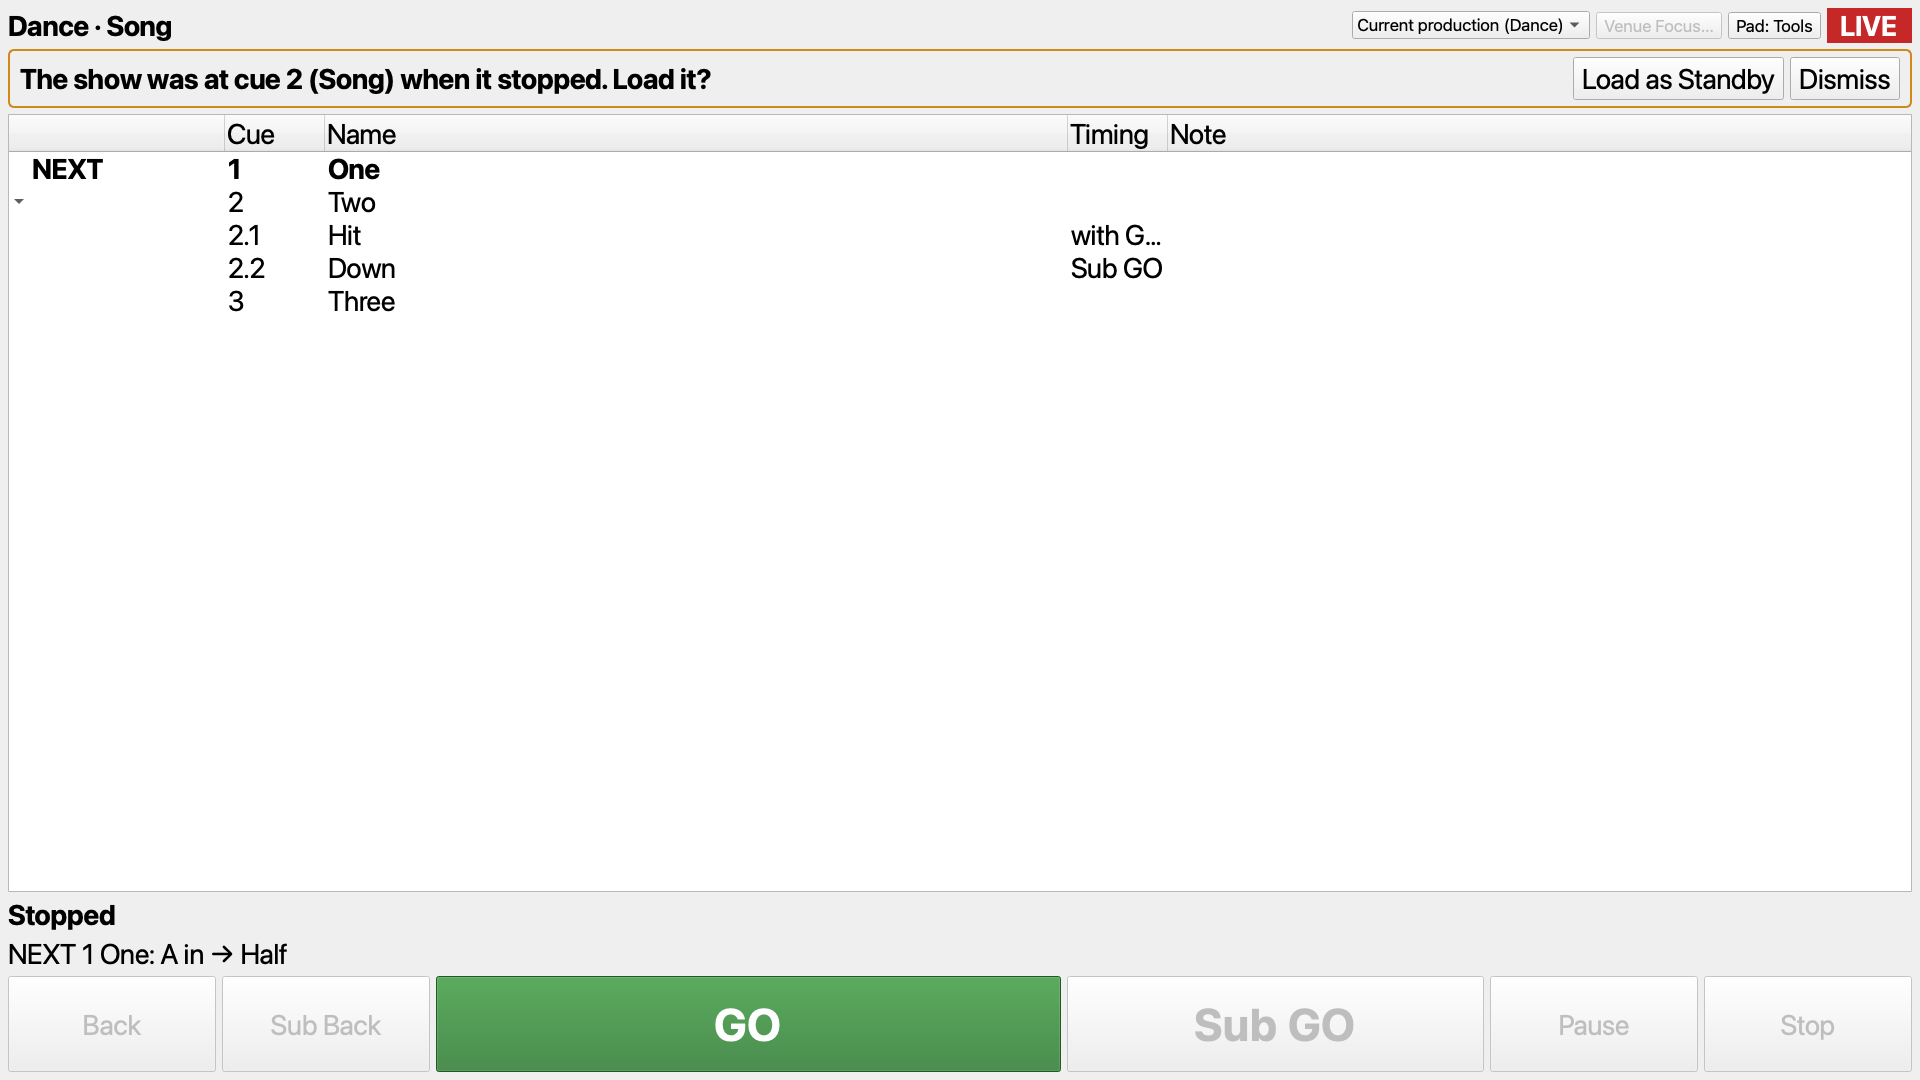 Dance · Song
Current production (Dance)
Venue Focus...
Pad: Tools
LIVE
The show was at cue 2 (Song) when it stopped. Load it?
Load as Standby
Dismiss
Cue Name Timing Note
NEXT 1 One
2 Two
2.1 Hit with G...
2.2 Down Sub GO
3 Three
Stopped
NEXT 1 One: A in → Half
Back
Sub Back
GO
Sub GO
Pause
Stop